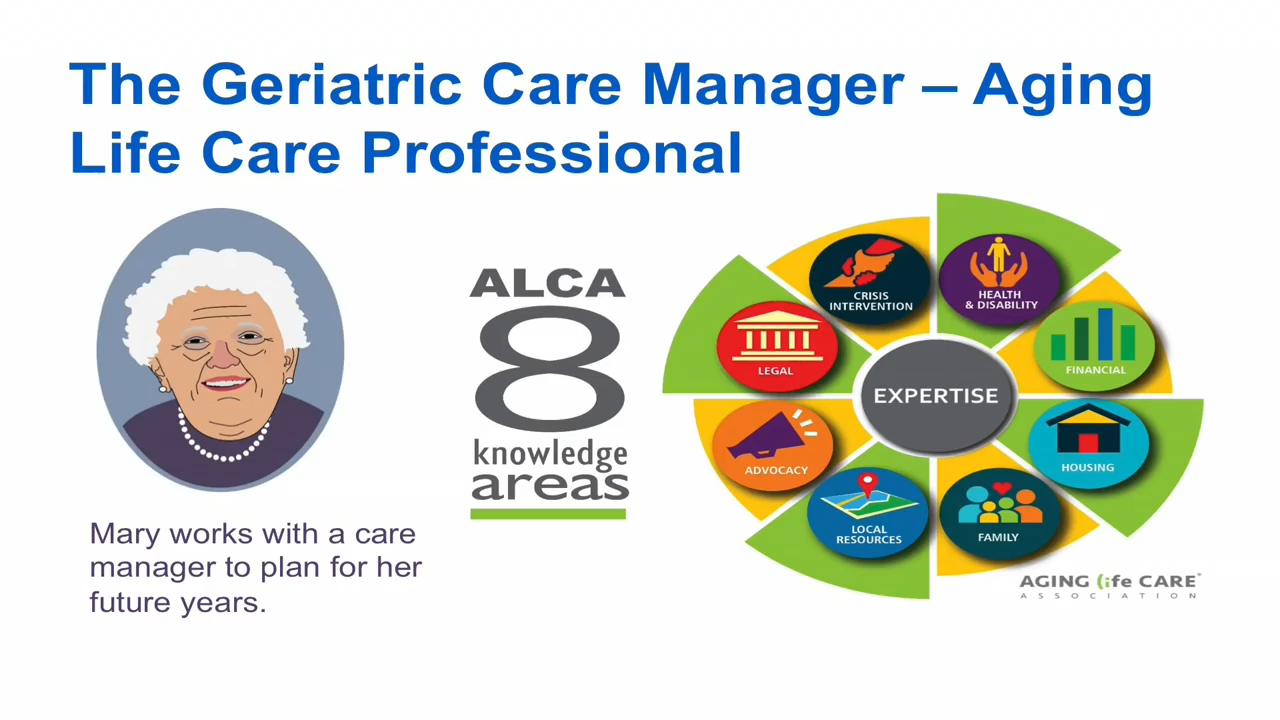 The Geriatric Care Manager – Aging
Life Care Professional
ALCA
8
knowledge
areas
CRISIS
INTERVENTION
HEALTH
& DISABILITY
LEGAL
FINANCIAL
EXPERTISE
ADVOCACY
HOUSING
LOCAL
RESOURCES
FAMILY
Mary works with a care
manager to plan for her
future years.
AGING life CARE®
ASSOCIATION